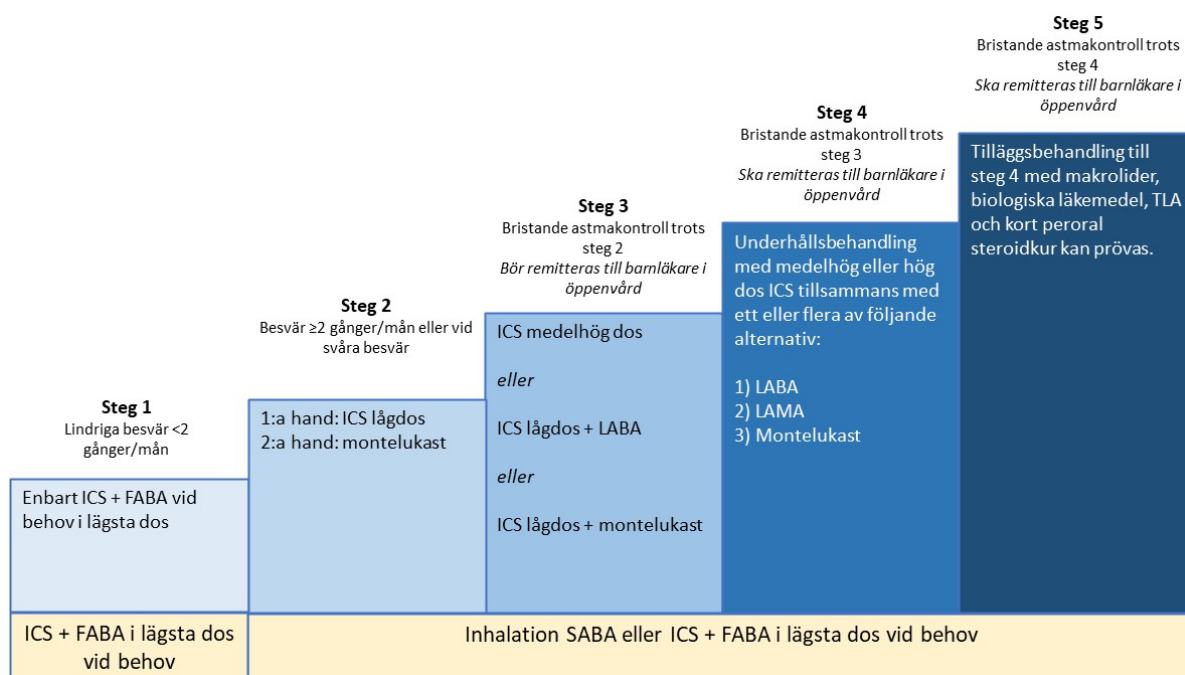 Steg 1
Lindriga besvär <2
gånger/mån
Enbart ICS + FABA vid
behov i lägsta dos
Steg 2
Besvär ≥2 gånger/mån eller vid
svåra besvär
1:a hand: ICS lågdos
2:a hand: montelukast
Steg 3
Bristande astmakontroll trots
steg 2
Bör remitteras till barnläkare i
öppenvård
ICS medelhög dos
eller
ICS lågdos + LABA
eller
ICS lågdos + montelukast
Steg 4
Bristande astmakontroll trots
steg 3
Ska remitteras till barnläkare i
öppenvård
Underhållsbehandling
med medelhög eller hög
dos ICS tillsammans med
ett eller flera av följande
alternativ:
1) LABA
2) LAMA
3) Montelukast
Steg 5
Bristande astmakontroll trots
steg 4
Ska remitteras till barnläkare i
öppenvård
Tilläggsbehandling till
steg 4 med makrolider,
biologiska läkemedel, TLA
och kort peroral
steroidkur kan prövas.
ICS + FABA i lägsta dos
vid behov
Inhalation SABA eller ICS + FABA i lägsta dos vid behov